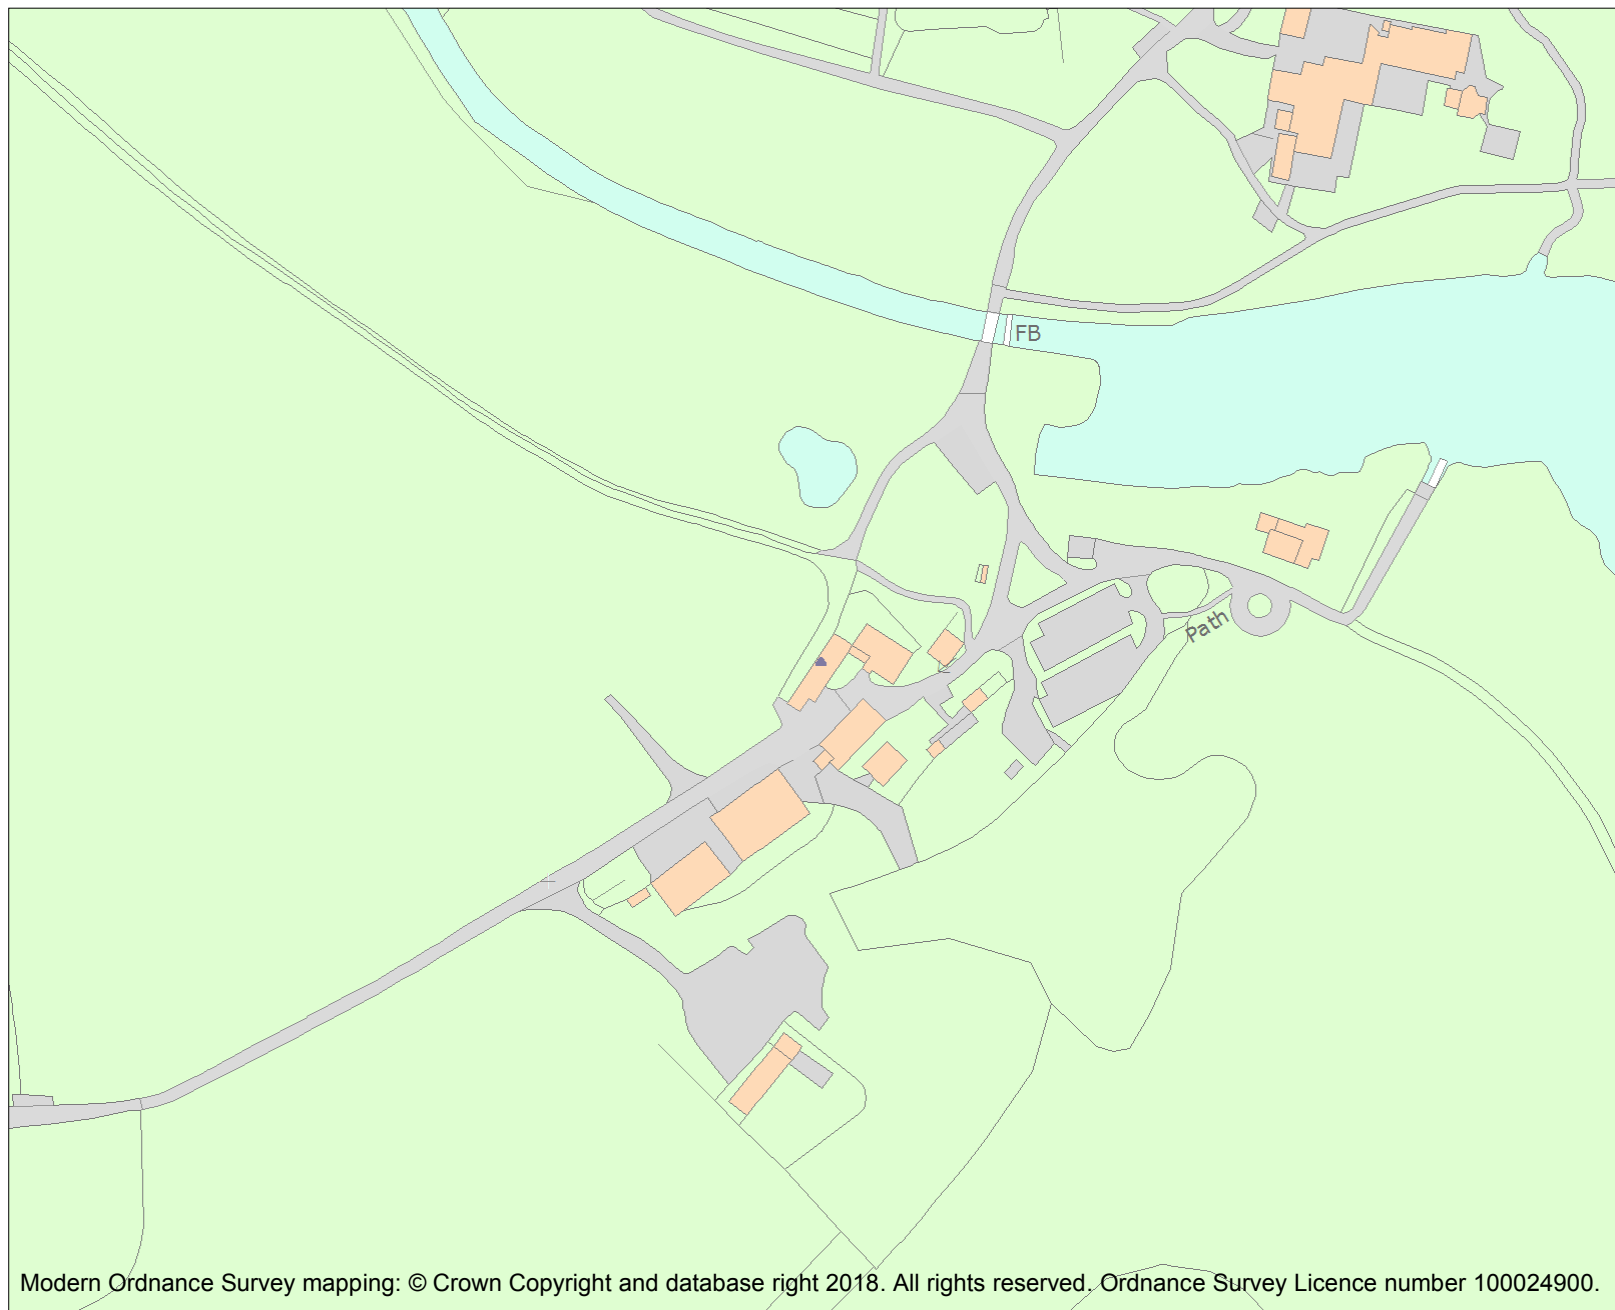 FB
Path
Modern Ordnance Survey mapping: © Crown Copyright and database right 2018. All rights reserved. Ordnance Survey Licence number 100024900.